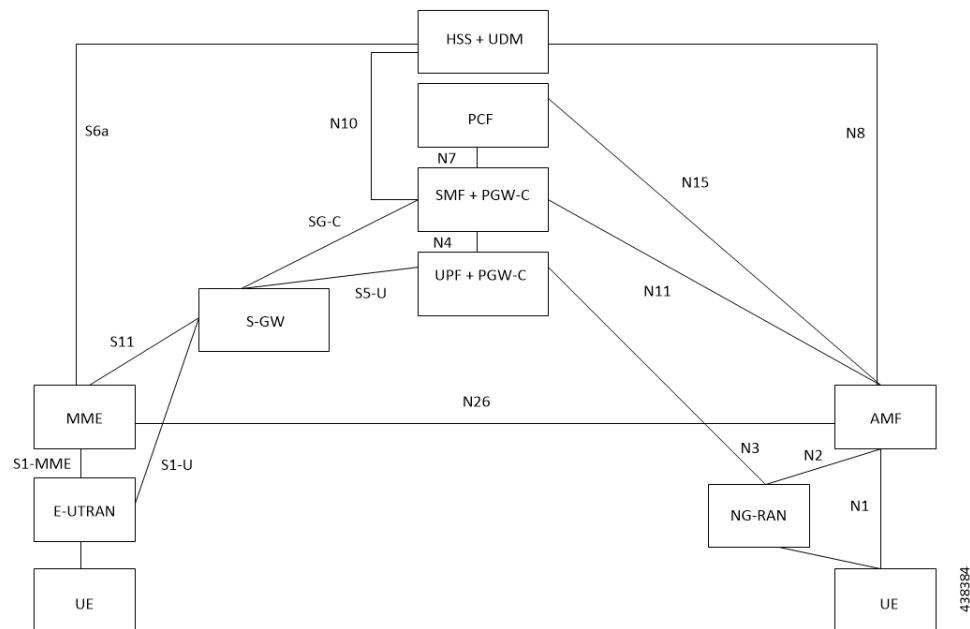 HSS + UDM
S6a
N10
PCF
N8
N7
N15
SMF + PGW-C
SG-C
N4
UPF + PGW-C
S5-U
N11
S-GW
S11
MME
N26
AMF
S1-MME
S1-U
N3
N2
E-UTRAN
NG-RAN
N1
UE
UE
438384